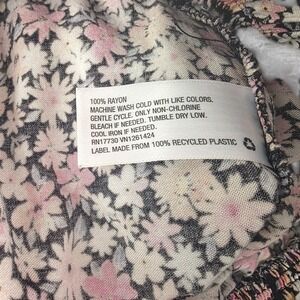 100% RAYON
MACHINE WASH COLD WITH LIKE COLORS.
GENTLE CYCLE. ONLY NON-CHLORINE
BLEACH IF NEEDED. TUMBLE DRY LOW.
COOL IRON IF NEEDED.
RN17730 VN1261424
LABEL MADE FROM 100% RECYCLED PLASTIC